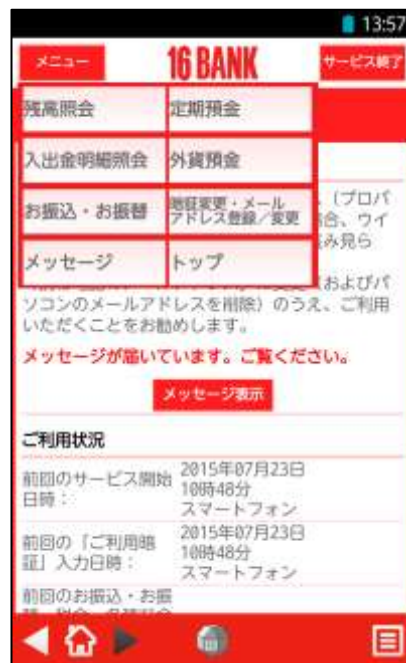 13:57
メニュー
16 BANK
サービス終了
残高照会
定期預金
入出金明細照会
外貨預金
お振込・お振替
暗証変更・メール
アドレス登録/変更
(プロバ
合、ウイ
み見ら
メッセージ
トップ
およびパ
ソコンのメールアドレスを削除)のうえ、ご利用
いただくことをお勧めします。
メッセージが届いています。ご覧ください。
メッセージ表示
ご利用状況
前回のサービス開始
日時:
2015年07月23日
10時48分
スマートフォン
前回の「ご利用暗
証」入力日時:
2015年07月23日
10時48分
スマートフォン
前回のお振込・お振